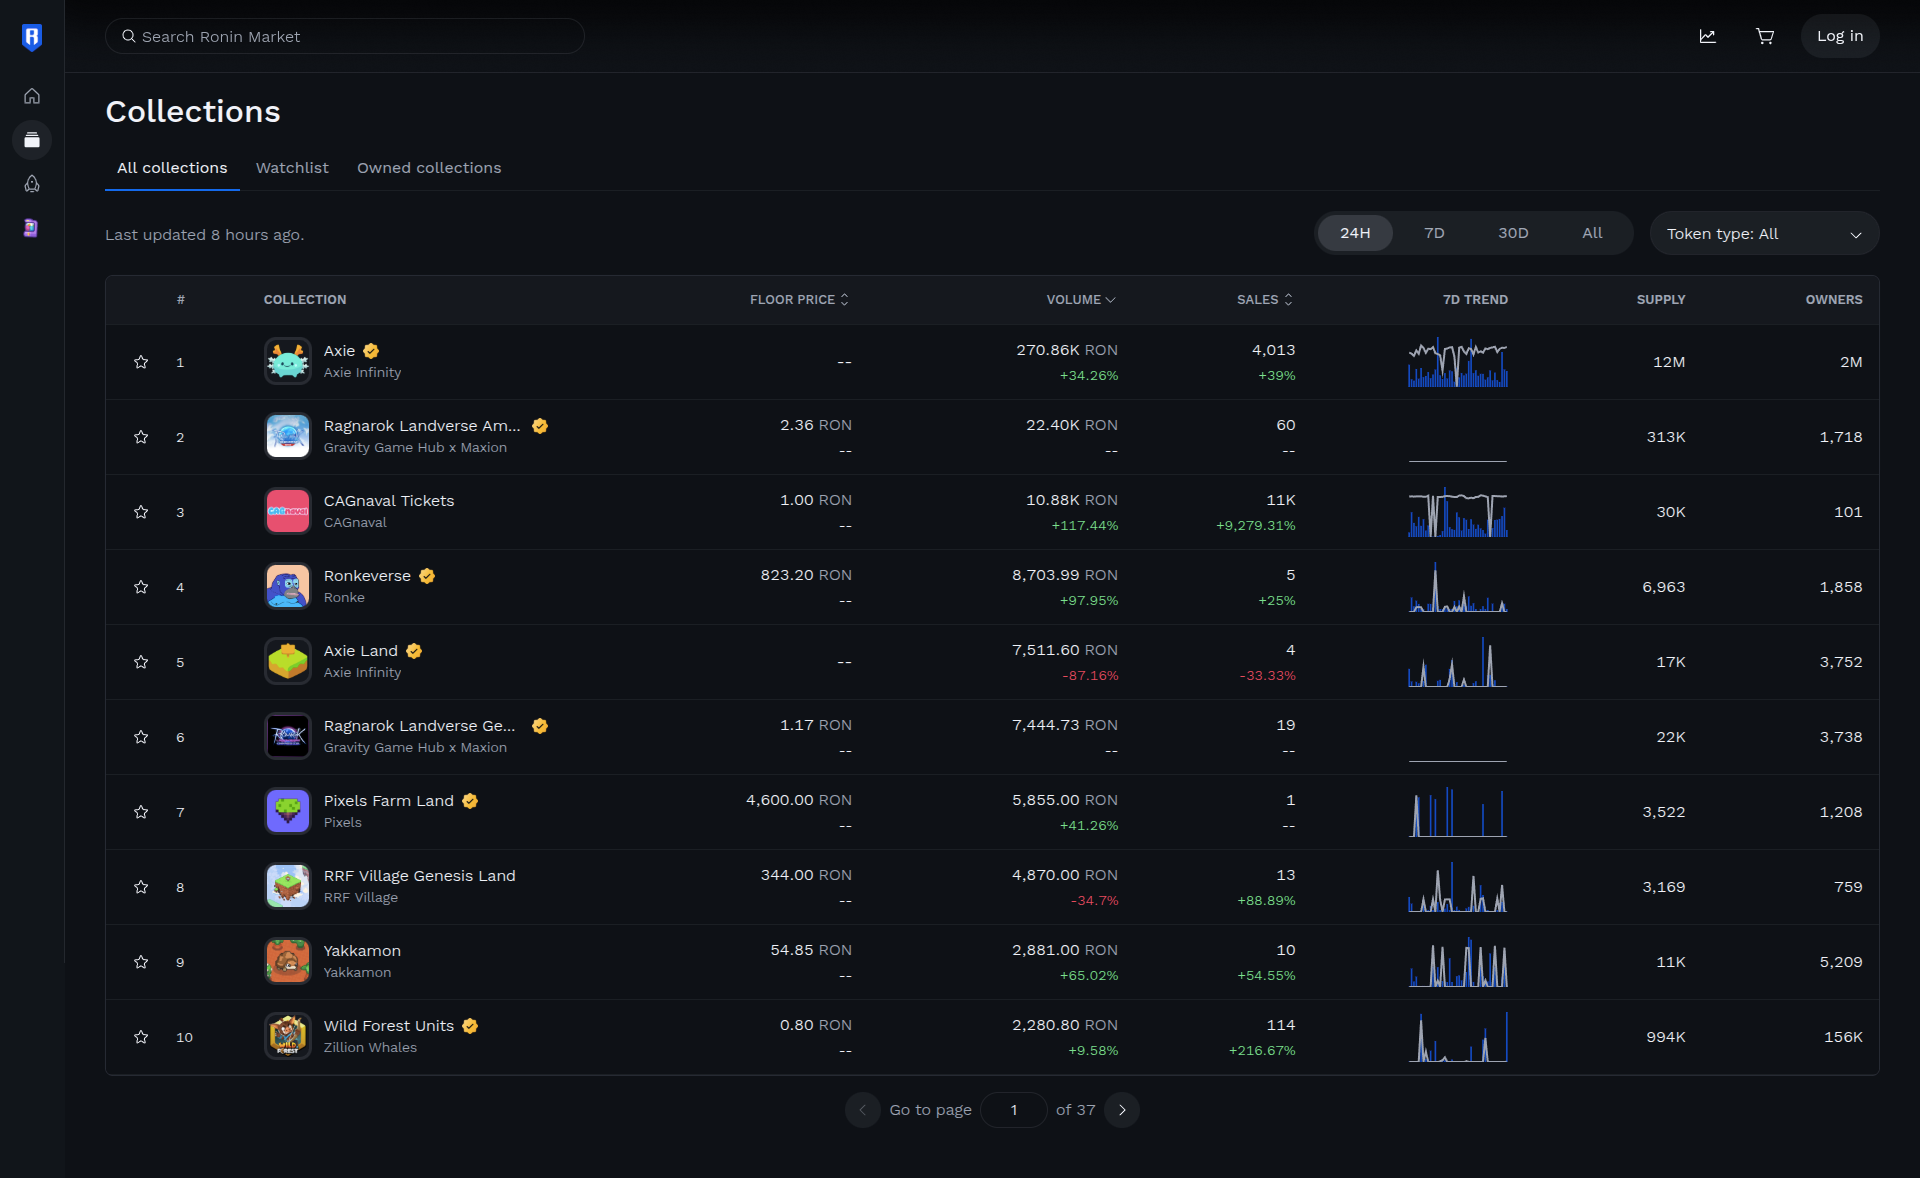 Search Ronin Market
Log in
Collections
All collections
Watchlist
Owned collections
Last updated 8 hours ago.
24H
7D
30D
All
Token type: All
# COLLECTION FLOOR PRICE VOLUME SALES 7D TREND SUPPLY OWNERS
1 Axie -- 270.86K RON 4,013 12M 2M
Axie Infinity +34.26% +39%
2 Ragnarok Landverse Am... 2.36 RON 22.40K RON 60 313K 1,718
Gravity Game Hub x Maxion -- -- --
3 CAGnaval Tickets 1.00 RON 10.88K RON 11K 30K 101
CAGnaval -- +117.44% +9,279.31%
4 Ronkeverse 823.20 RON 8,703.99 RON 5 6,963 1,858
Ronke -- +97.95% +25%
5 Axie Land -- 7,511.60 RON 4 17K 3,752
Axie Infinity -87.16% -33.33%
6 Ragnarok Landverse Ge... 1.17 RON 7,444.73 RON 19 22K 3,738
Gravity Game Hub x Maxion -- -- --
7 Pixels Farm Land 4,600.00 RON 5,855.00 RON 1 3,522 1,208
Pixels -- +41.26% --
8 RRF Village Genesis Land 344.00 RON 4,870.00 RON 13 3,169 759
RRF Village -- -34.7% +88.89%
9 Yakkamon 54.85 RON 2,881.00 RON 10 11K 5,209
Yakkamon -- +65.02% +54.55%
10 Wild Forest Units 0.80 RON 2,280.80 RON 114 994K 156K
Zillion Whales -- +9.58% +216.67%
Go to page 1 of 37